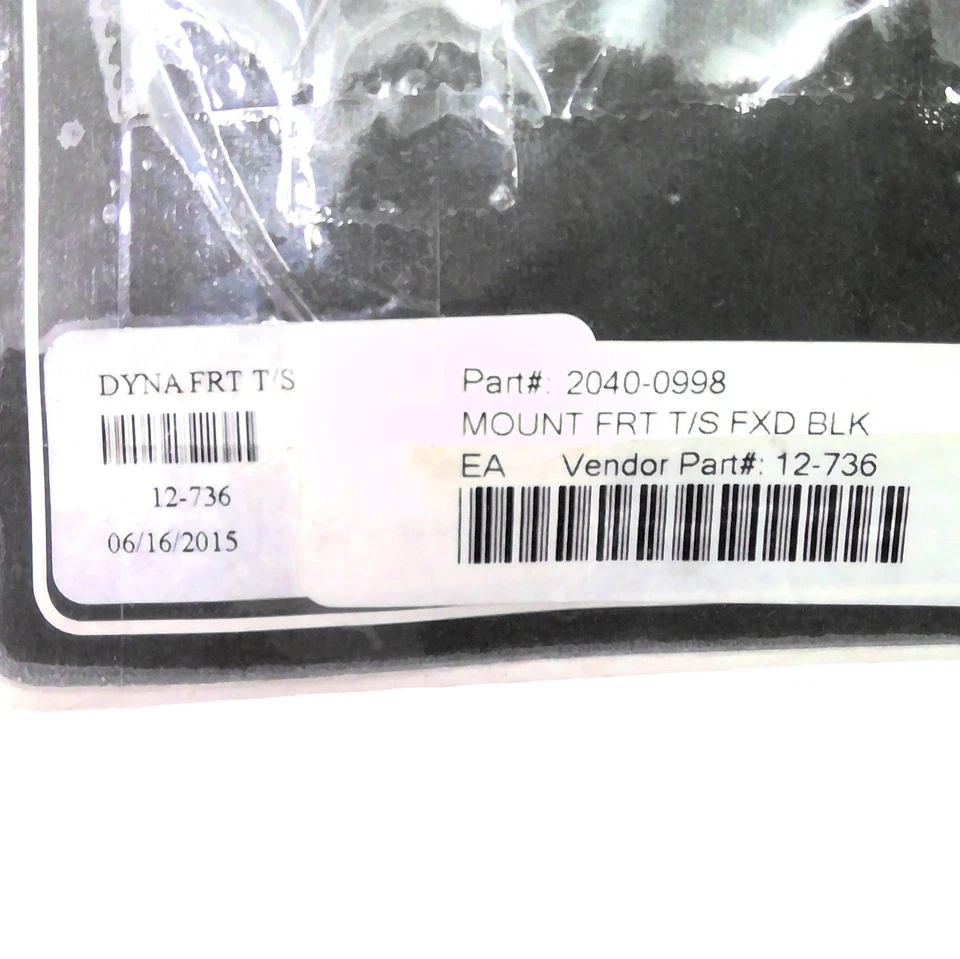 DYNA FRT T/S
12-736
06/16/2015
Part#: 2040-0998
MOUNT FRT T/S FXD BLK
EA Vendor Part#: 12-736